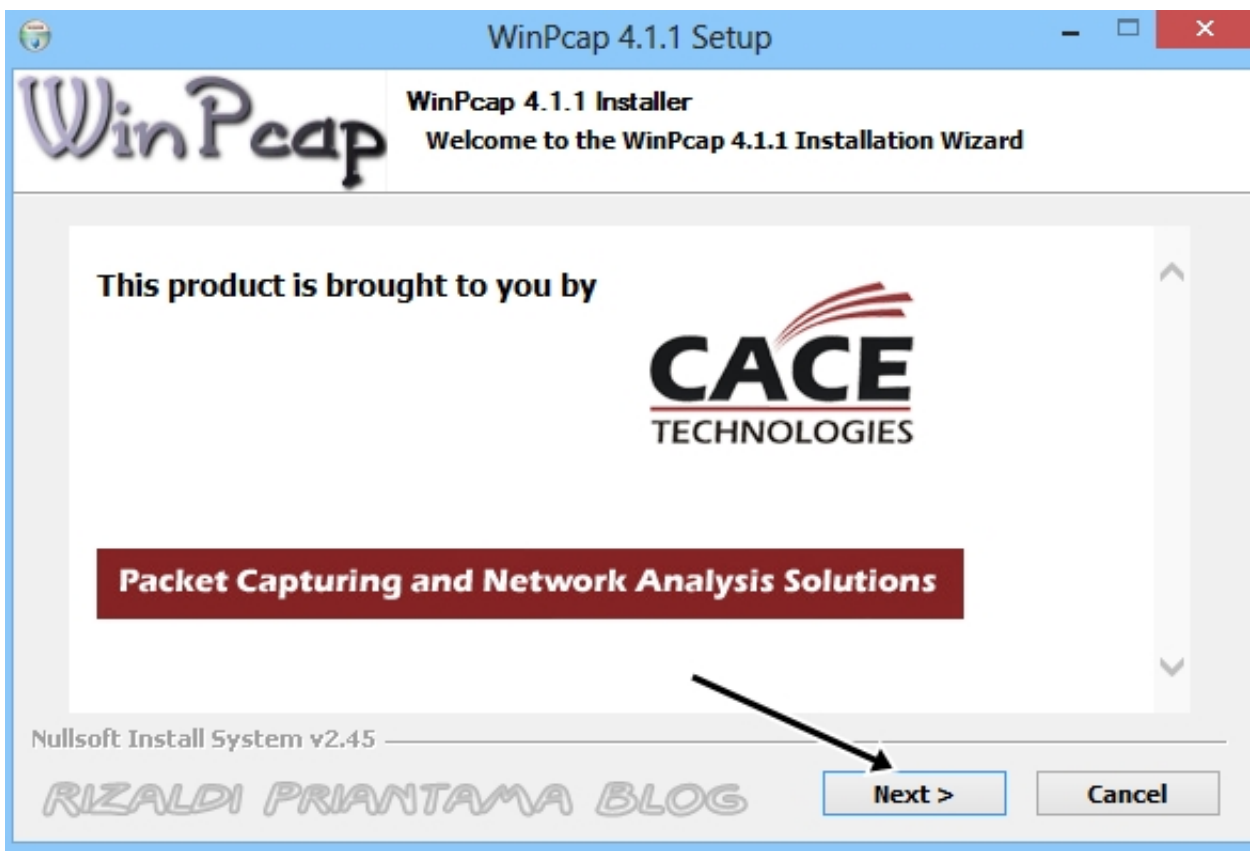 WinPcap 4.1.1 Setup
WinPcap
WinPcap 4.1.1 Installer
Welcome to the WinPcap 4.1.1 Installation Wizard
This product is brought to you by
CACE
TECHNOLOGIES
Packet Capturing and Network Analysis Solutions
Nullsoft Install System v2.45
RIZALDI PRIANTAMA BLOG
Next >
Cancel